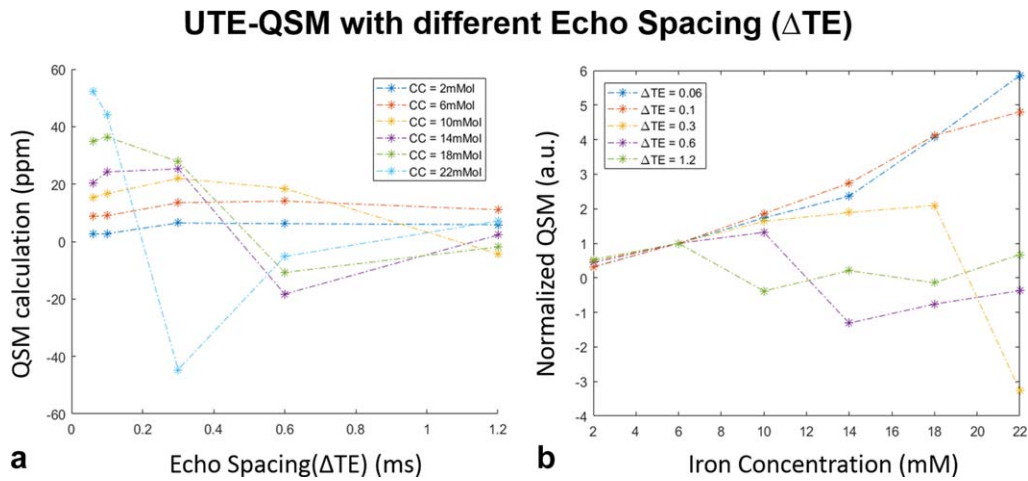 UTE-QSM with different Echo Spacing (ΔTE)
60
40
20
0
-20
-40
-60
QSM calculation (ppm)
CC = 2mMol
CC = 6mMol
CC = 10mMol
CC = 14mMol
CC = 18mMol
CC = 22mMol
0 0.2 0.4 0.6 0.8 1 1.2
a Echo Spacing(ΔTE) (ms)
6
5
4
3
2
1
0
-1
-2
-3
-4
Normalized QSM (a.u.)
ΔTE = 0.06
ΔTE = 0.1
ΔTE = 0.3
ΔTE = 0.6
ΔTE = 1.2
2 4 6 8 10 12 14 16 18 20 22
b Iron Concentration (mM)